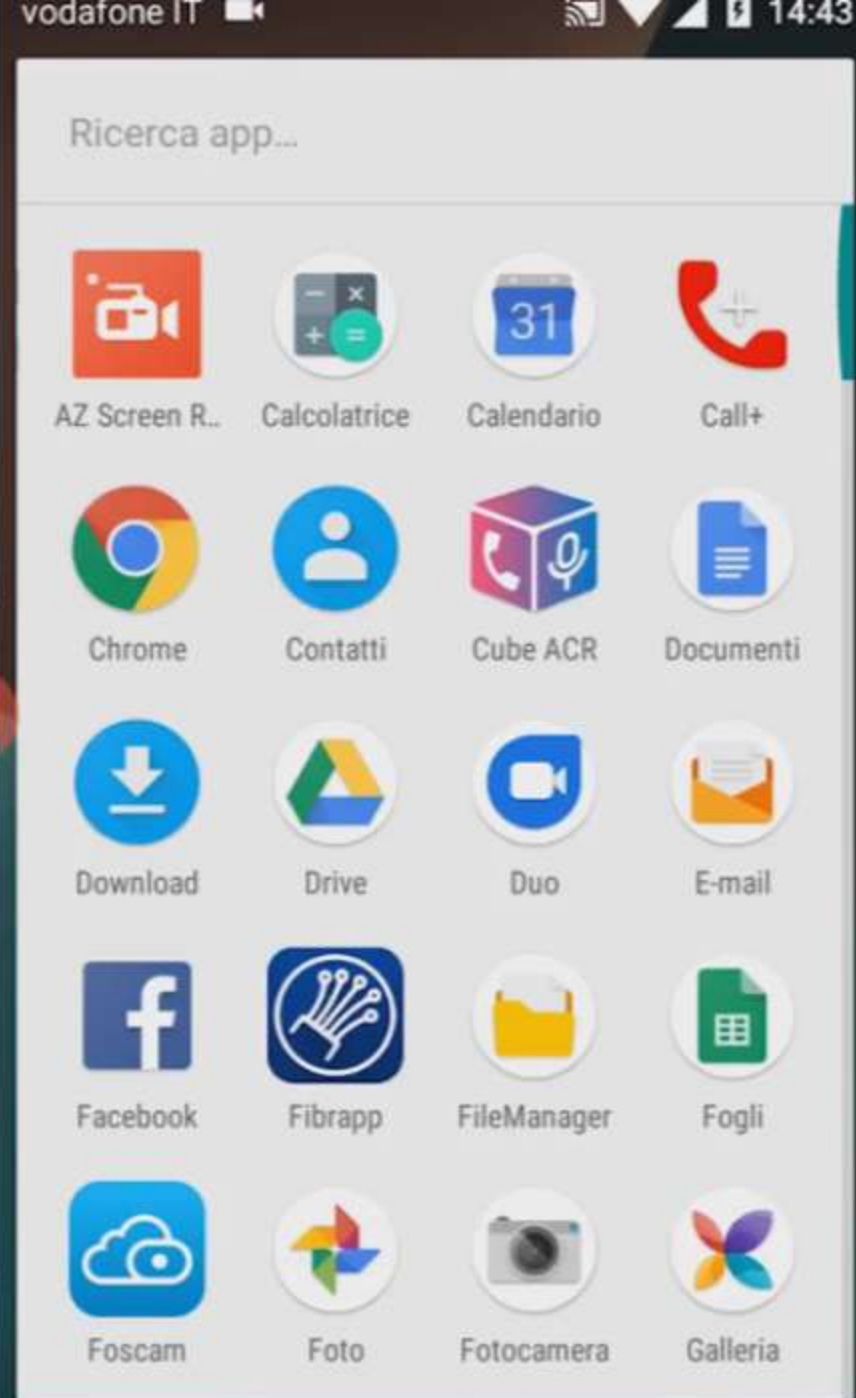 vodafone IT 14:43
Ricerca app...
31
AZ Screen R.. Calcolatrice Calendario Call+
Chrome Contatti Cube ACR Documenti
Download Drive Duo E-mail
Facebook Fibrapp FileManager Fogli
Foscam Foto Fotocamera Galleria